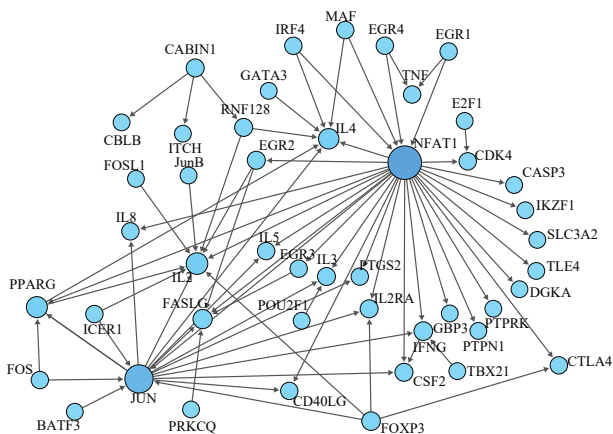 MAF
IRF4
EGR4
EGR1
CABIN1
TNF
GATA3
E2F1
RNF128
IL4
NFAT1
CBLB
ITCH
EGR2
CDK4
FOSL1
JunB
CASP3
IKZF1
IL8
IL5
SLC3A2
EGR3
IL3
IL2
PTGS2
TLE4
PPARG
DGKA
FASLG
IL2RA
POU2F1
GBP3
PTPRK
ICER1
IFNG
PTPN1
FOS
JUN
CSF2
TBX21
CTLA4
CD40LG
BATF3
PRKCQ
FOXP3